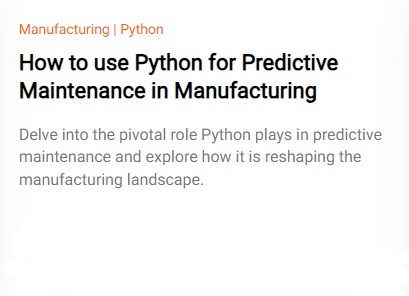 Manufacturing | Python
How to use Python for Predictive
Maintenance in Manufacturing
Delve into the pivotal role Python plays in predictive
maintenance and explore how it is reshaping the
manufacturing landscape.